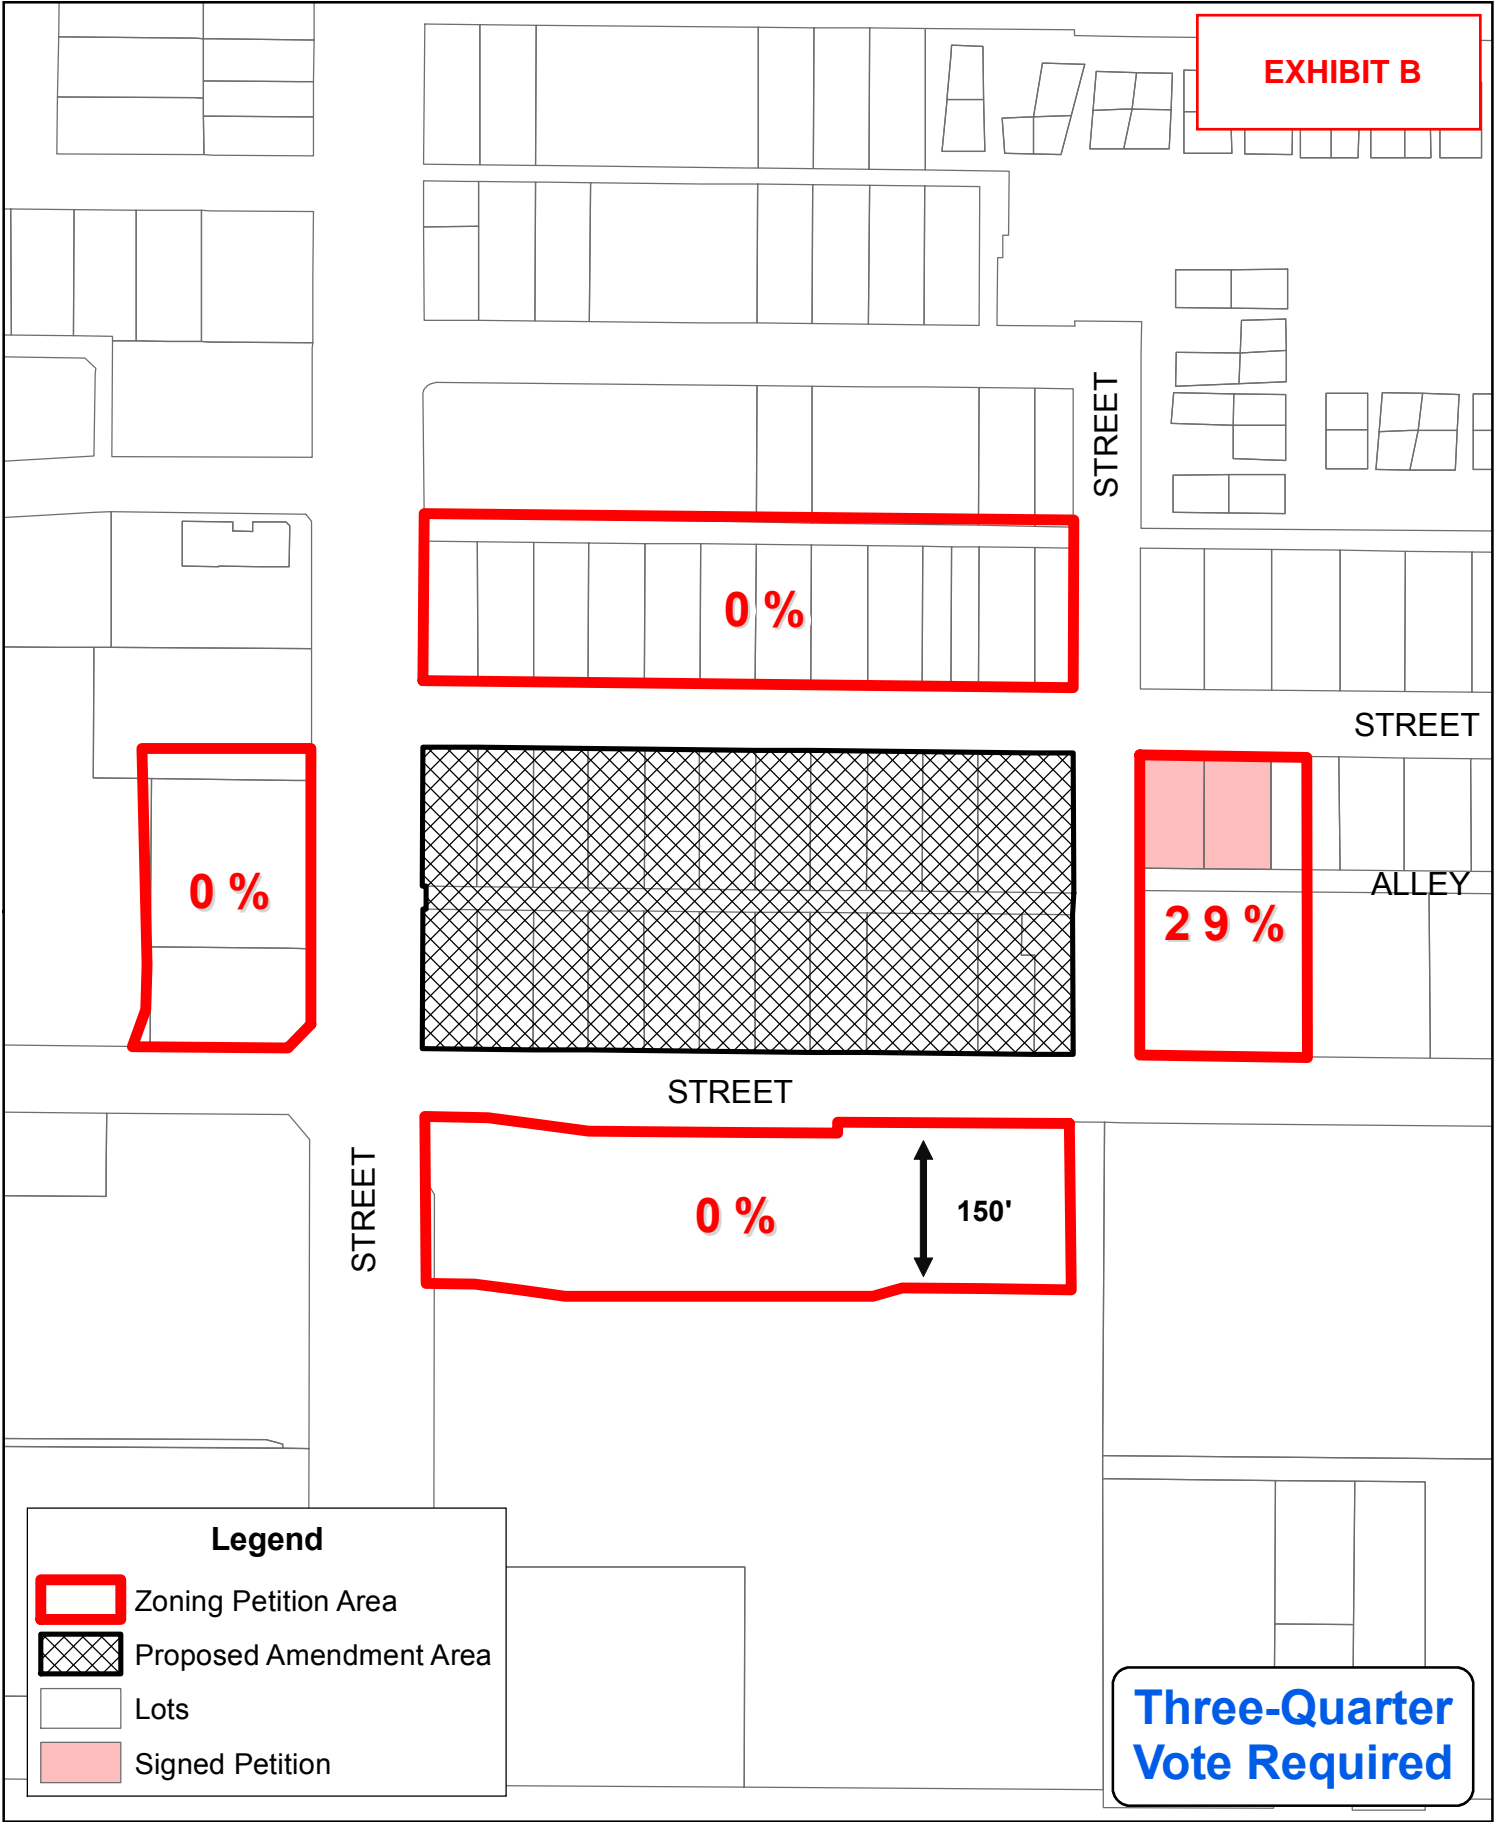 EXHIBIT B
STREET
0 %
STREET
0 %
ALLEY
2 9 %
STREET
STREET
0 %
150'
Legend
Zoning Petition Area
Proposed Amendment Area
Lots
Signed Petition
Three-Quarter
Vote Required